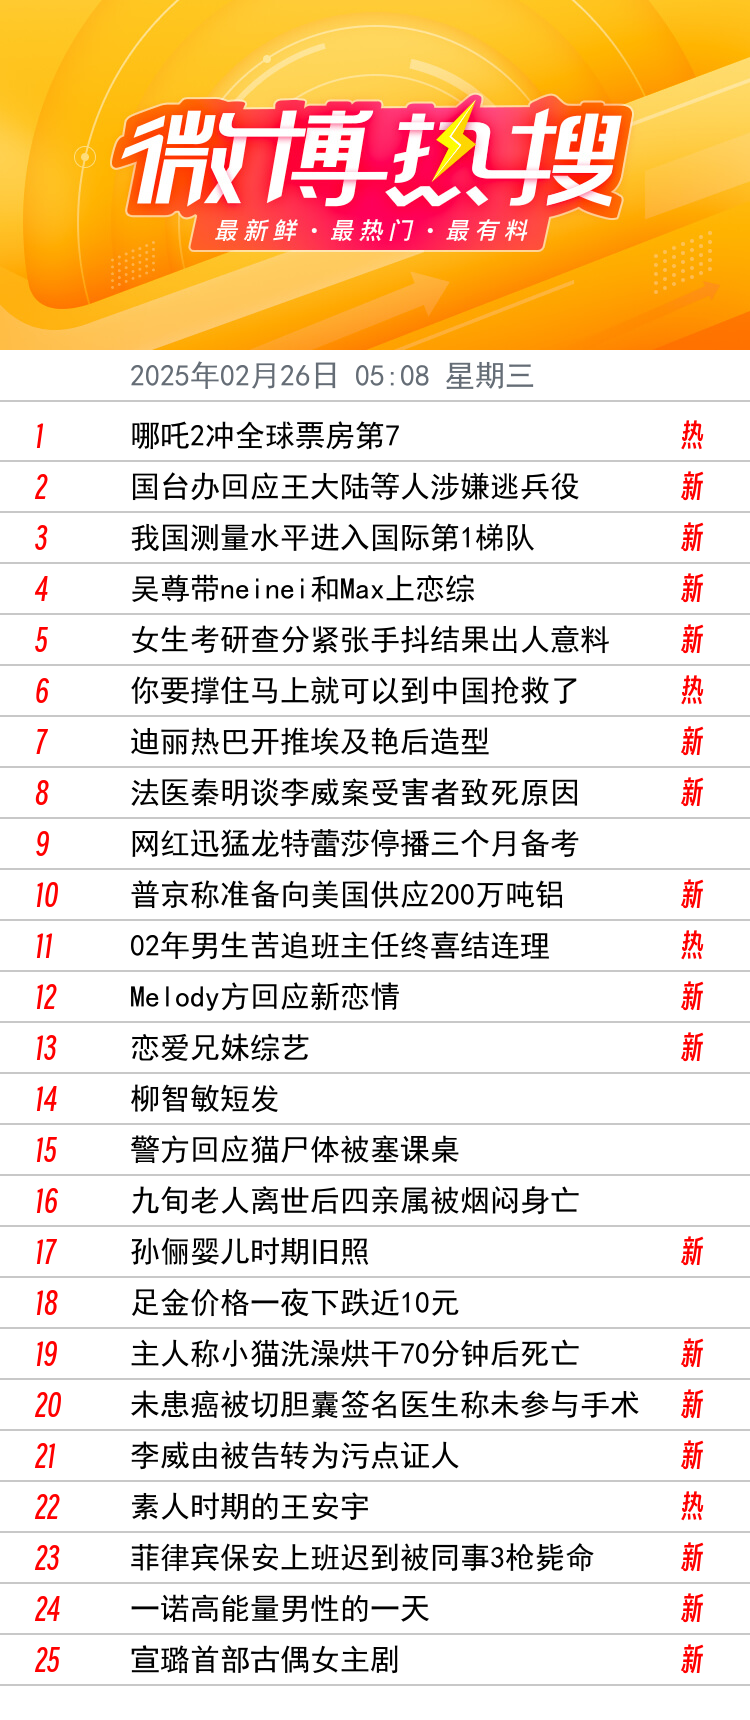 微博热搜
最新鲜·最热门·最有料
2025年02月26日 05:08 星期三
1 哪吒2冲全球票房第7 热
2 国台办回应王大陆等人涉嫌逃兵役 新
3 我国测量水平进入国际第1梯队 新
4 吴尊带neinei和Max上恋综 新
5 女生考研查分紧张手抖结果出人意料 新
6 你要撑住马上就可以到中国抢救了 热
7 迪丽热巴开推埃及艳后造型 新
8 法医秦明谈李威案受害者致死原因 新
9 网红迅猛龙特蕾莎停播三个月备考
10 普京称准备向美国供应200万吨铝 新
11 02年男生苦追班主任终喜结连理 热
12 Melody方回应新恋情 新
13 恋爱兄妹综艺 新
14 柳智敏短发
15 警方回应猫尸体被塞课桌
16 九旬老人离世后四亲属被烟闷身亡
17 孙俪婴儿时期旧照 新
18 足金价格一夜下跌近10元
19 主人称小猫洗澡烘干70分钟后死亡 新
20 未患癌被切胆囊签名医生称未参与手术 新
21 李威由被告转为污点证人 新
22 素人时期的王安宇 热
23 菲律宾保安上班迟到被同事3枪毙命 新
24 一诺高能量男性的一天 新
25 宣璐首部古偶女主剧 新